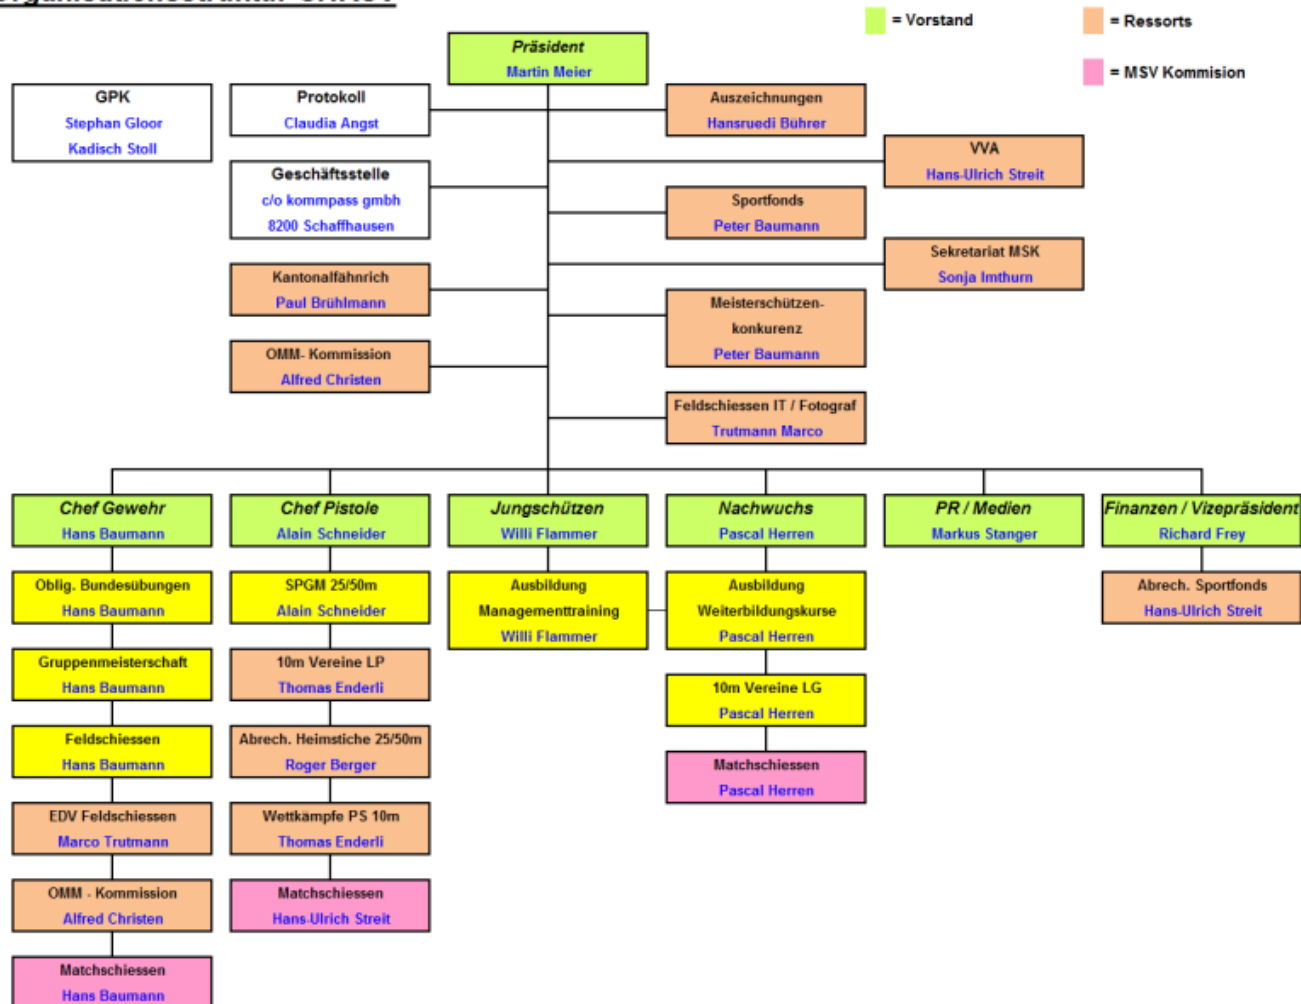 = Vorstand
= Ressorts
= MSV Kommision
Präsident
Martin Meier
GPK
Stephan Gloor
Kadisch Stoll
Protokoll
Claudia Angst
Auszeichnungen
Hansruedi Bührer
VVA
Hans-Ulrich Streit
Geschäftsstelle
c/o kommpass gmbh
8200 Schaffhausen
Sportfonds
Peter Baumann
Sekretariat MSK
Sonja Imthurn
Kantonalfähnrich
Paul Brühlmann
Meisterschützen-
konkurenz
Peter Baumann
OMM- Kommission
Alfred Christen
Feldschiessen IT / Fotograf
Trutmann Marco
Chef Gewehr
Hans Baumann
Oblig. Bundesübungen
Hans Baumann
Gruppenmeisterschaft
Hans Baumann
Feldschiessen
Hans Baumann
EDV Feldschiessen
Marco Trutmann
OMM - Kommission
Alfred Christen
Matchschiessen
Hans Baumann
Chef Pistole
Alain Schneider
SPGM 25/50m
Alain Schneider
10m Vereine LP
Thomas Enderli
Abrech. Heimstiche 25/50m
Roger Berger
Wettkämpfe PS 10m
Thomas Enderli
Matchschiessen
Hans-Ulrich Streit
Jungschützen
Willi Flammer
Ausbildung
Managementtraining
Willi Flammer
Nachwuchs
Pascal Herren
Ausbildung
Weiterbildungskurse
Pascal Herren
10m Vereine LG
Pascal Herren
Matchschiessen
Pascal Herren
PR / Medien
Markus Stanger
Finanzen / Vizepräsident
Richard Frey
Abrech. Sportfonds
Hans-Ulrich Streit